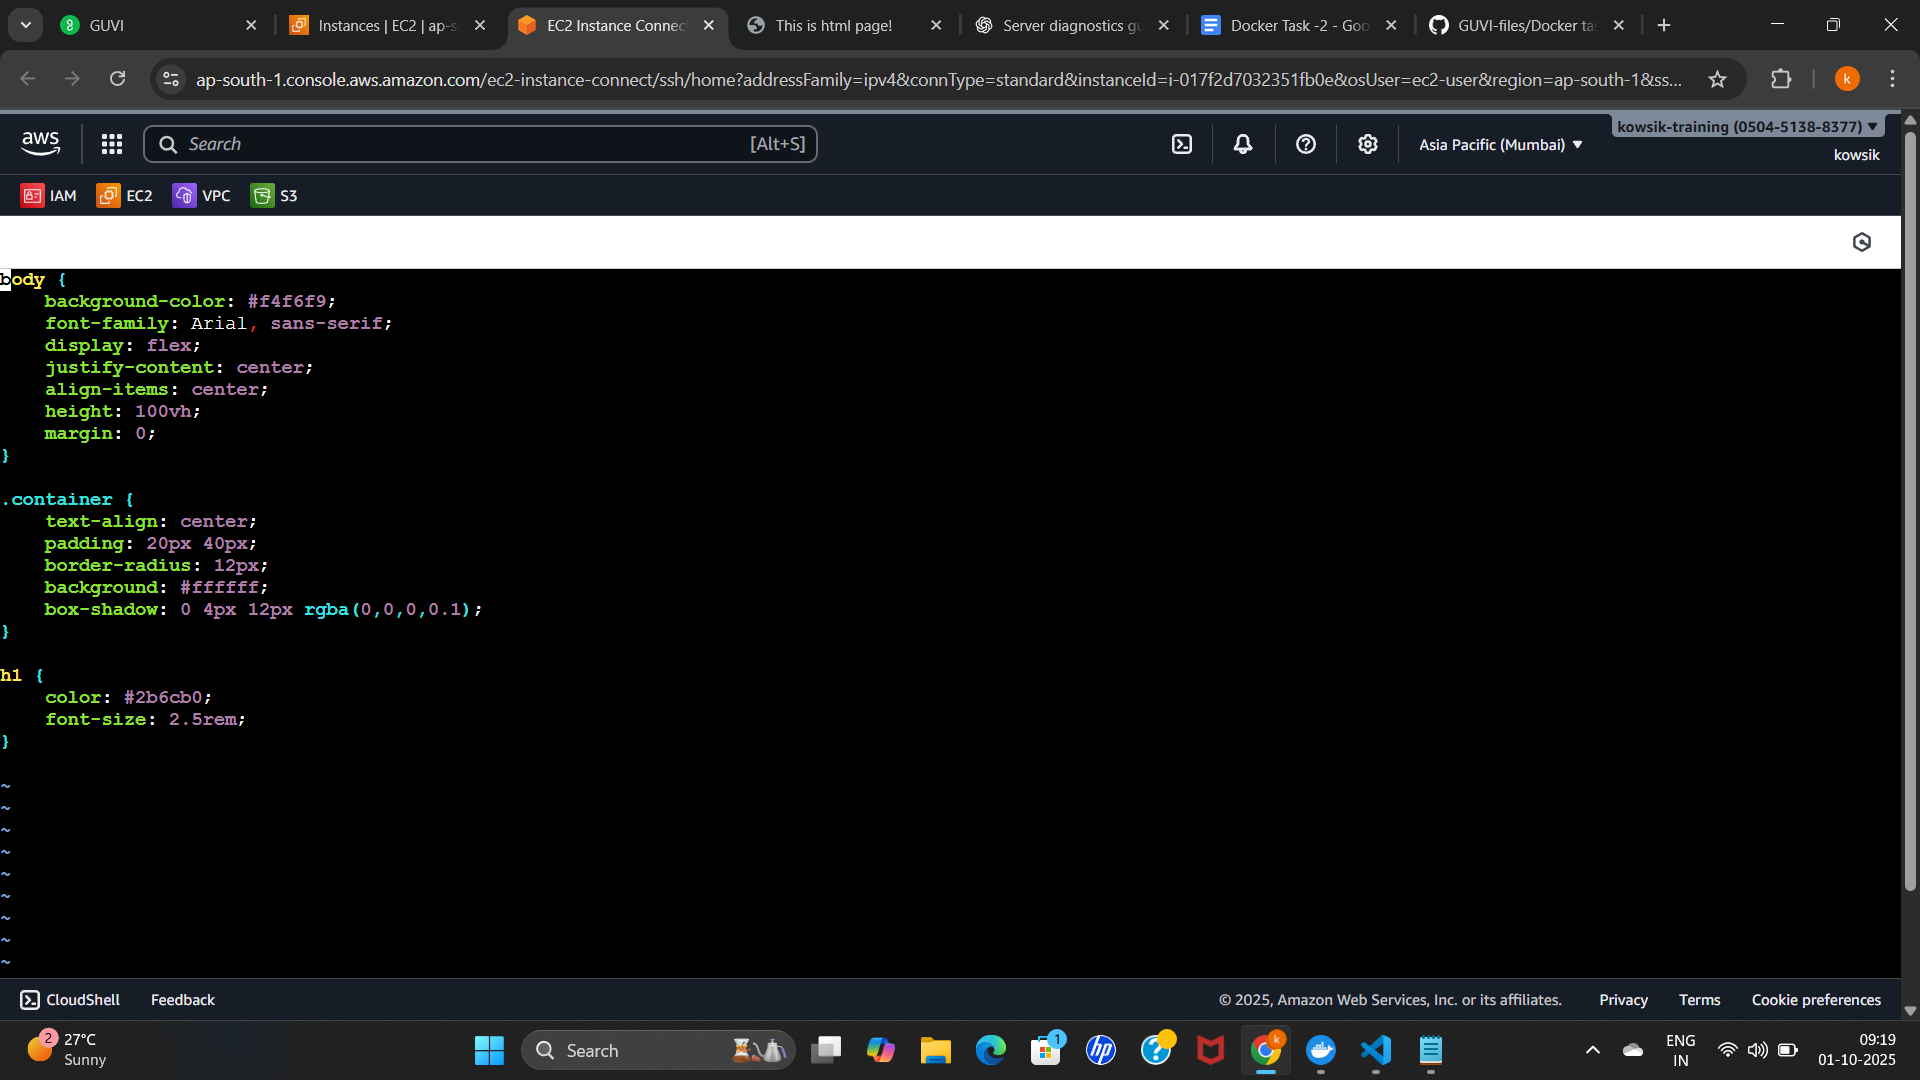 GUVI
Instances | EC2 | ap-s
EC2 Instance Connec
This is html page!
Server diagnostics gu
Docker Task -2 - Goo
GUVI-files/Docker ta
ap-south-1.console.aws.amazon.com/ec2-instance-connect/ssh/home?addressFamily=ipv4&connType=standard&instanceId=i-017f2d7032351fb0e&osUser=ec2-user&region=ap-south-1&ss...
k
aws
Search
[Alt+S]
Asia Pacific (Mumbai)
kowsik-training (0504-5138-8377)
kowsik
IAM
EC2
VPC
S3
body {
    background-color: #f4f6f9;
    font-family: Arial, sans-serif;
    display: flex;
    justify-content: center;
    align-items: center;
    height: 100vh;
    margin: 0;
}
.container {
    text-align: center;
    padding: 20px 40px;
    border-radius: 12px;
    background: #ffffff;
    box-shadow: 0 4px 12px rgba(0,0,0,0.1);
}
h1 {
    color: #2b6cb0;
    font-size: 2.5rem;
}
~
~
~
~
~
~
~
~
~
CloudShell
Feedback
© 2025, Amazon Web Services, Inc. or its affiliates.
Privacy
Terms
Cookie preferences
2
27°C
Sunny
Search
1
hp
k
ENG
IN
09:19
01-10-2025